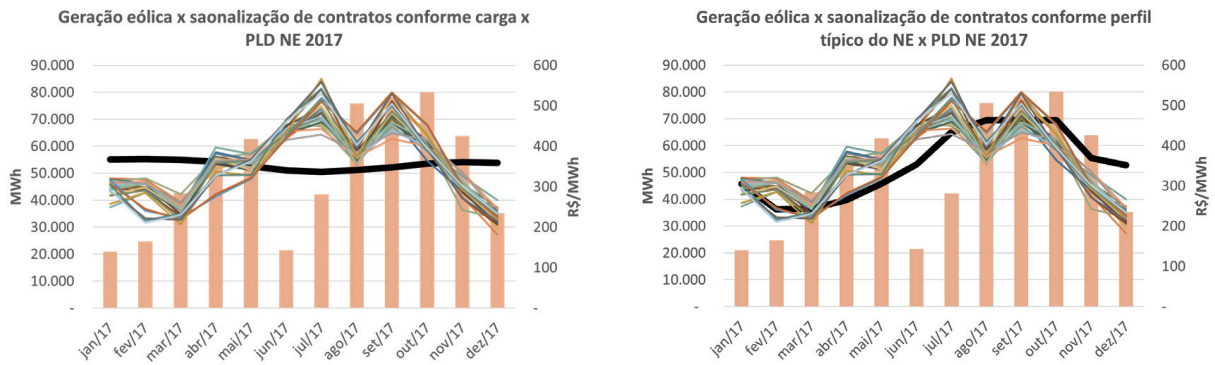 Geração eólica x saonalização de contratos conforme carga x
PLD NE 2017
90.000
80.000
70.000
60.000
50.000
40.000
30.000
20.000
10.000
-
MWh
600
500
400
300
200
100
-
R$/MWh
jan/17
fev/17
mar/17
abr/17
mai/17
jun/17
jul/17
ago/17
set/17
out/17
nov/17
dez/17
Geração eólica x saonalização de contratos conforme perfil
típico do NE x PLD NE 2017
90.000
80.000
70.000
60.000
50.000
40.000
30.000
20.000
10.000
-
MWh
600
500
400
300
200
100
-
R$/MWh
jan/17
fev/17
mar/17
abr/17
mai/17
jun/17
jul/17
ago/17
set/17
out/17
nov/17
dez/17